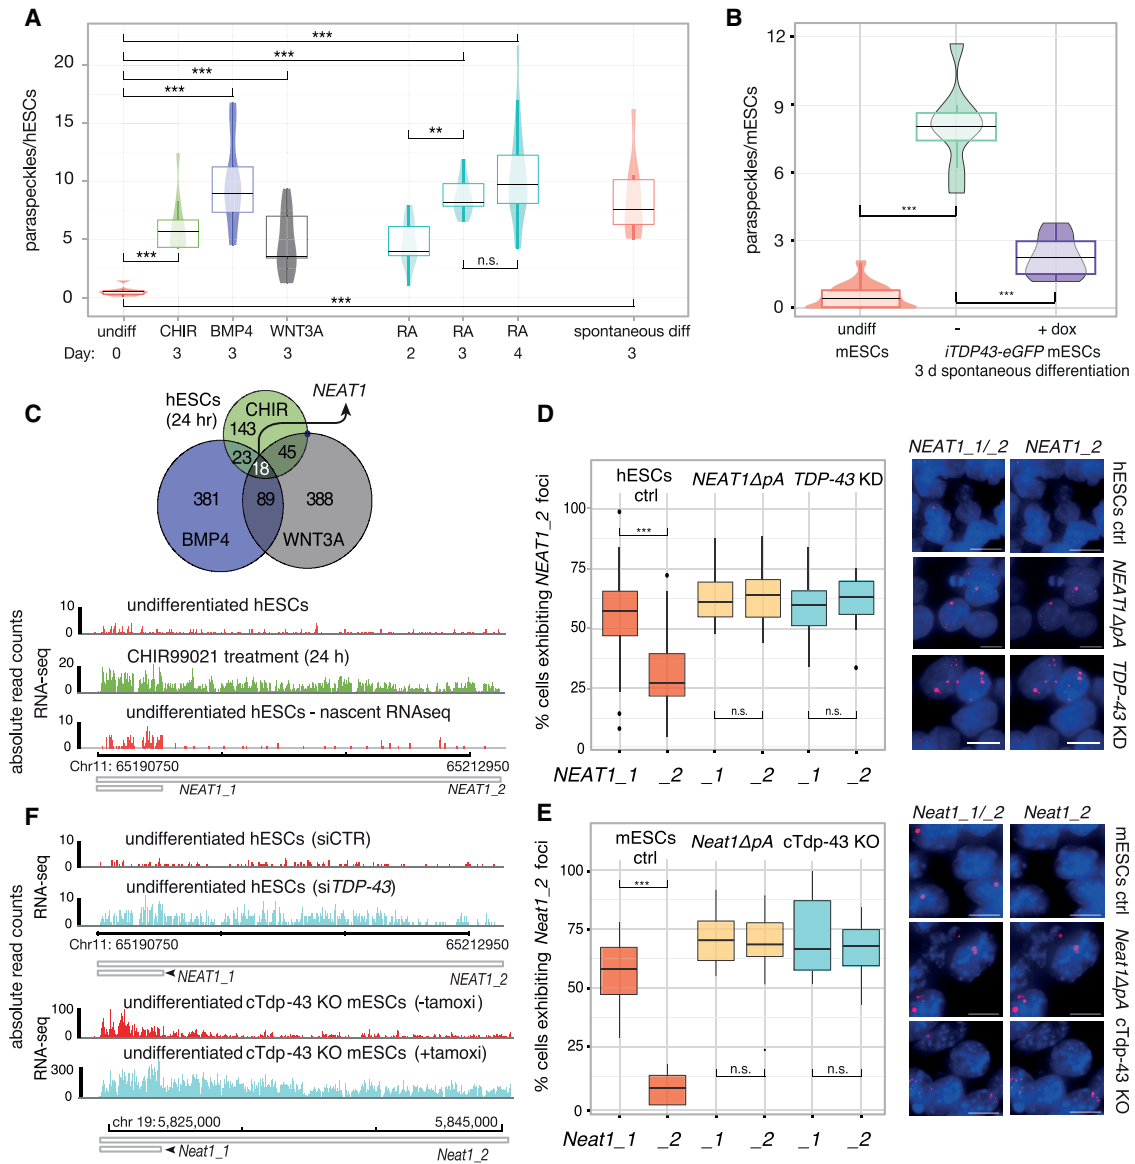 A
paraspeckles/hESCs
20
15
10
5
0
***
***
***
***
***
**
n.s.
***
undiff CHIR BMP4 WNT3A RA RA RA spontaneous diff
Day: 0 3 3 3 2 3 4 3
B
paraspeckles/mESCs
12
9
6
3
0
***
***
undiff - + dox
mESCs iTDP43-eGFP mESCs
3 d spontaneous differentiation
C
hESCs
(24 hr)
NEAT1
CHIR
143
23 45
18
381 89 388
BMP4 WNT3A
absolute read counts
RNA-seq
10
0
undifferentiated hESCs
20
0
CHIR99021 treatment (24 h)
10
0
undifferentiated hESCs - nascent RNAseq
Chr11: 65190750 65212950
NEAT1_1 NEAT1_2
D
% cells exhibiting NEAT1_2 foci
100
75
50
25
0
hESCs
ctrl
NEAT1ΔpA TDP-43 KD
***
n.s. n.s.
NEAT1_1 _2 _1 _2 _1 _2
NEAT1_1/_2 NEAT1_2
hESCs ctrl
NEAT1ΔpA
TDP-43 KD
E
% cells exhibiting Neat1_2 foci
100
75
50
25
0
mESCs
ctrl
Neat1ΔpA cTdp-43 KO
***
n.s. n.s.
Neat1_1 _2 _1 _2 _1 _2
Neat1_1/_2 Neat1_2
mESCs ctrl
Neat1ΔpA
cTdp-43 KO
F
absolute read counts
RNA-seq
10
0
undifferentiated hESCs (siCTR)
10
0
undifferentiated hESCs (siTDP-43)
Chr11: 65190750 65212950
NEAT1_1 NEAT1_2
RNA-seq
100
0
undifferentiated cTdp-43 KO mESCs (-tamoxi)
300
0
undifferentiated cTdp-43 KO mESCs (+tamoxi)
chr 19:5,825,000 5,845,000
Neat1_1 Neat1_2